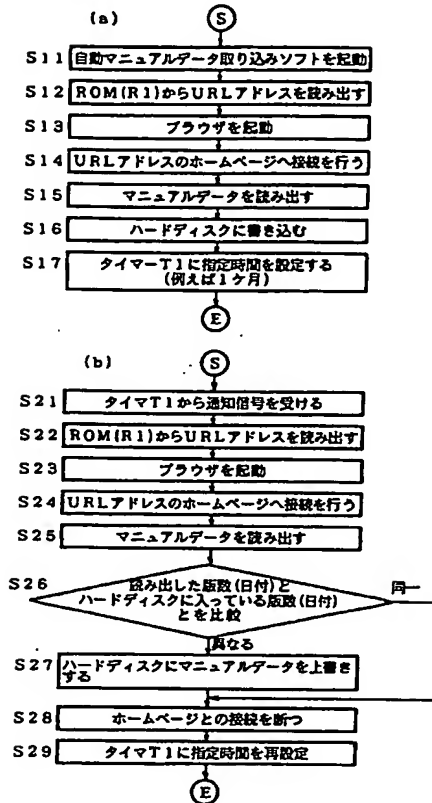 (a)
S
S11 自動マニュアルデータ取り込みソフトを起動
S12 ROM(R1)からURLアドレスを読み出す
S13 ブラウザを起動
S14 URLアドレスのホームページへ接続を行う
S15 マニュアルデータを読み出す
S16 ハードディスクに書き込む
S17 タイマーT1に指定時間を設定する
(例えば1ケ月)
E
(b)
S
S21 タイマT1から通知信号を受ける
S22 ROM(R1)からURLアドレスを読み出す
S23 ブラウザを起動
S24 URLアドレスのホームページへ接続を行う
S25 マニュアルデータを読み出す
S26 読み出した版数(日付)と
ハードディスクに入っている版数(日付)
とを比較
同一
異なる
S27 ハードディスクにマニュアルデータを上書き
する
S28 ホームページとの接続を断つ
S29 タイマT1に指定時間を再設定
E